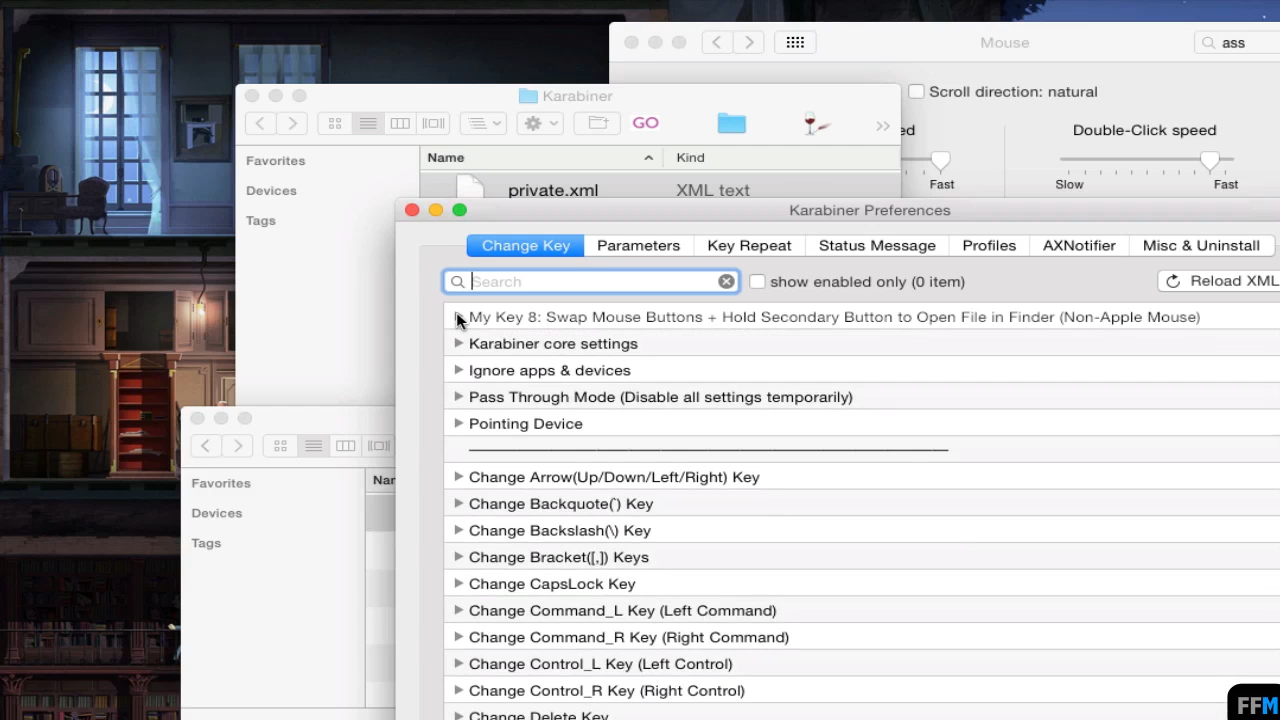 Mouse
ass
Scroll direction: natural
ed
Double-Click speed
Fast
Slow
Fast
Karabiner
GO
Favorites
Devices
Tags
Name
Kind
private.xml
XML text
Favorites
Devices
Tags
Nar
Karabiner Preferences
Change Key
Parameters
Key Repeat
Status Message
Profiles
AXNotifier
Misc & Uninstall
Search
show enabled only (0 item)
Reload XML
My Key 8: Swap Mouse Buttons + Hold Secondary Button to Open File in Finder (Non-Apple Mouse)
Karabiner core settings
Ignore apps & devices
Pass Through Mode (Disable all settings temporarily)
Pointing Device
Change Arrow(Up/Down/Left/Right) Key
Change Backquote(`) Key
Change Backslash(\) Key
Change Bracket([,]) Keys
Change CapsLock Key
Change Command_L Key (Left Command)
Change Command_R Key (Right Command)
Change Control_L Key (Left Control)
Change Control_R Key (Right Control)
Change Delete Key
FFM